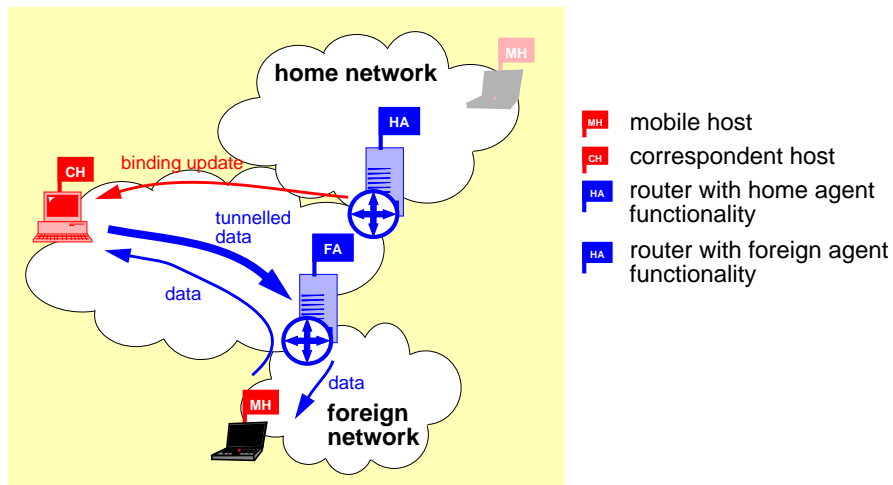 MH
home network
HA
CH
binding update
tunnelled
data
FA
data
data
MH
foreign
network
MH mobile host
CH correspondent host
HA router with home agent
functionality
HA router with foreign agent
functionality